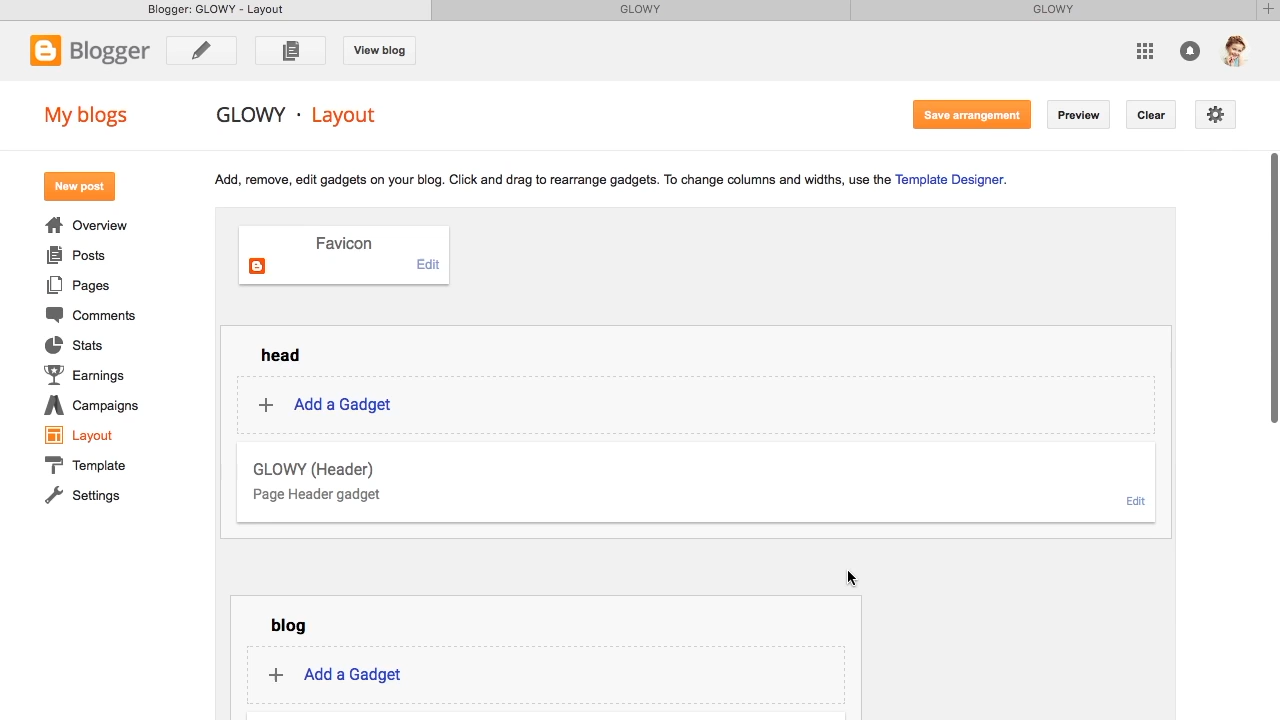 Blogger: GLOWY - Layout
GLOWY
GLOWY
Blogger
View blog
My blogs
GLOWY · Layout
Save arrangement
Preview
Clear
New post
Add, remove, edit gadgets on your blog. Click and drag to rearrange gadgets. To change columns and widths, use the Template Designer.
Overview
Posts
Pages
Comments
Stats
Earnings
Campaigns
Layout
Template
Settings
Favicon
Edit
head
Add a Gadget
GLOWY (Header)
Page Header gadget
Edit
blog
Add a Gadget